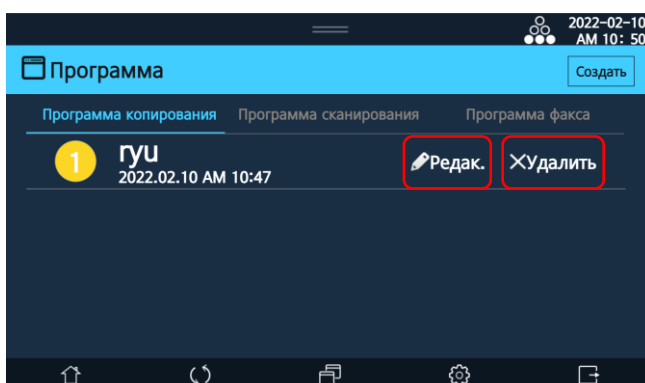 2022-02-10
AM 10: 50
Программа
Создать
Программа копирования Программа сканирования Программа факса
1 ryu Редак. Удалить
2022.02.10 AM 10:47